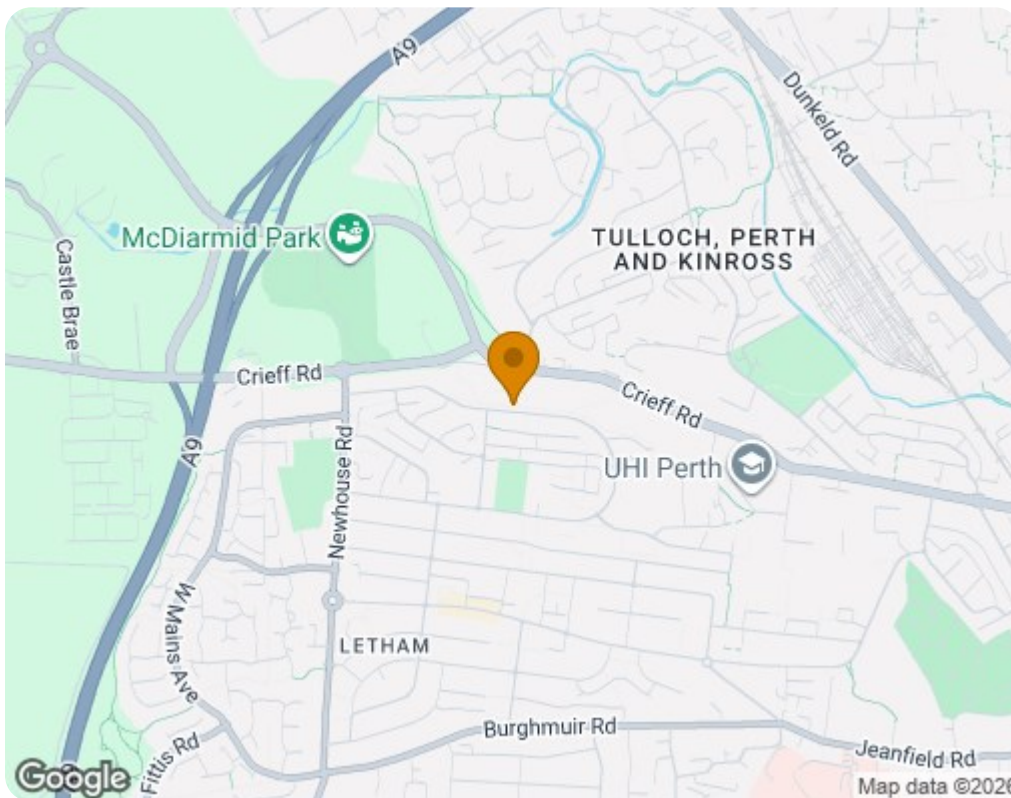 A9
Dunkeld Rd
McDiarmid Park
TULLOCH, PERTH
AND KINROSS
Castle Brae
Crieff Rd
Crieff Rd
A9
Newhouse Rd
UHI Perth
W Mains Ave
LETHAM
Burghmuir Rd
Fittis Rd
Jeanfield Rd
Google
Map data ©2026